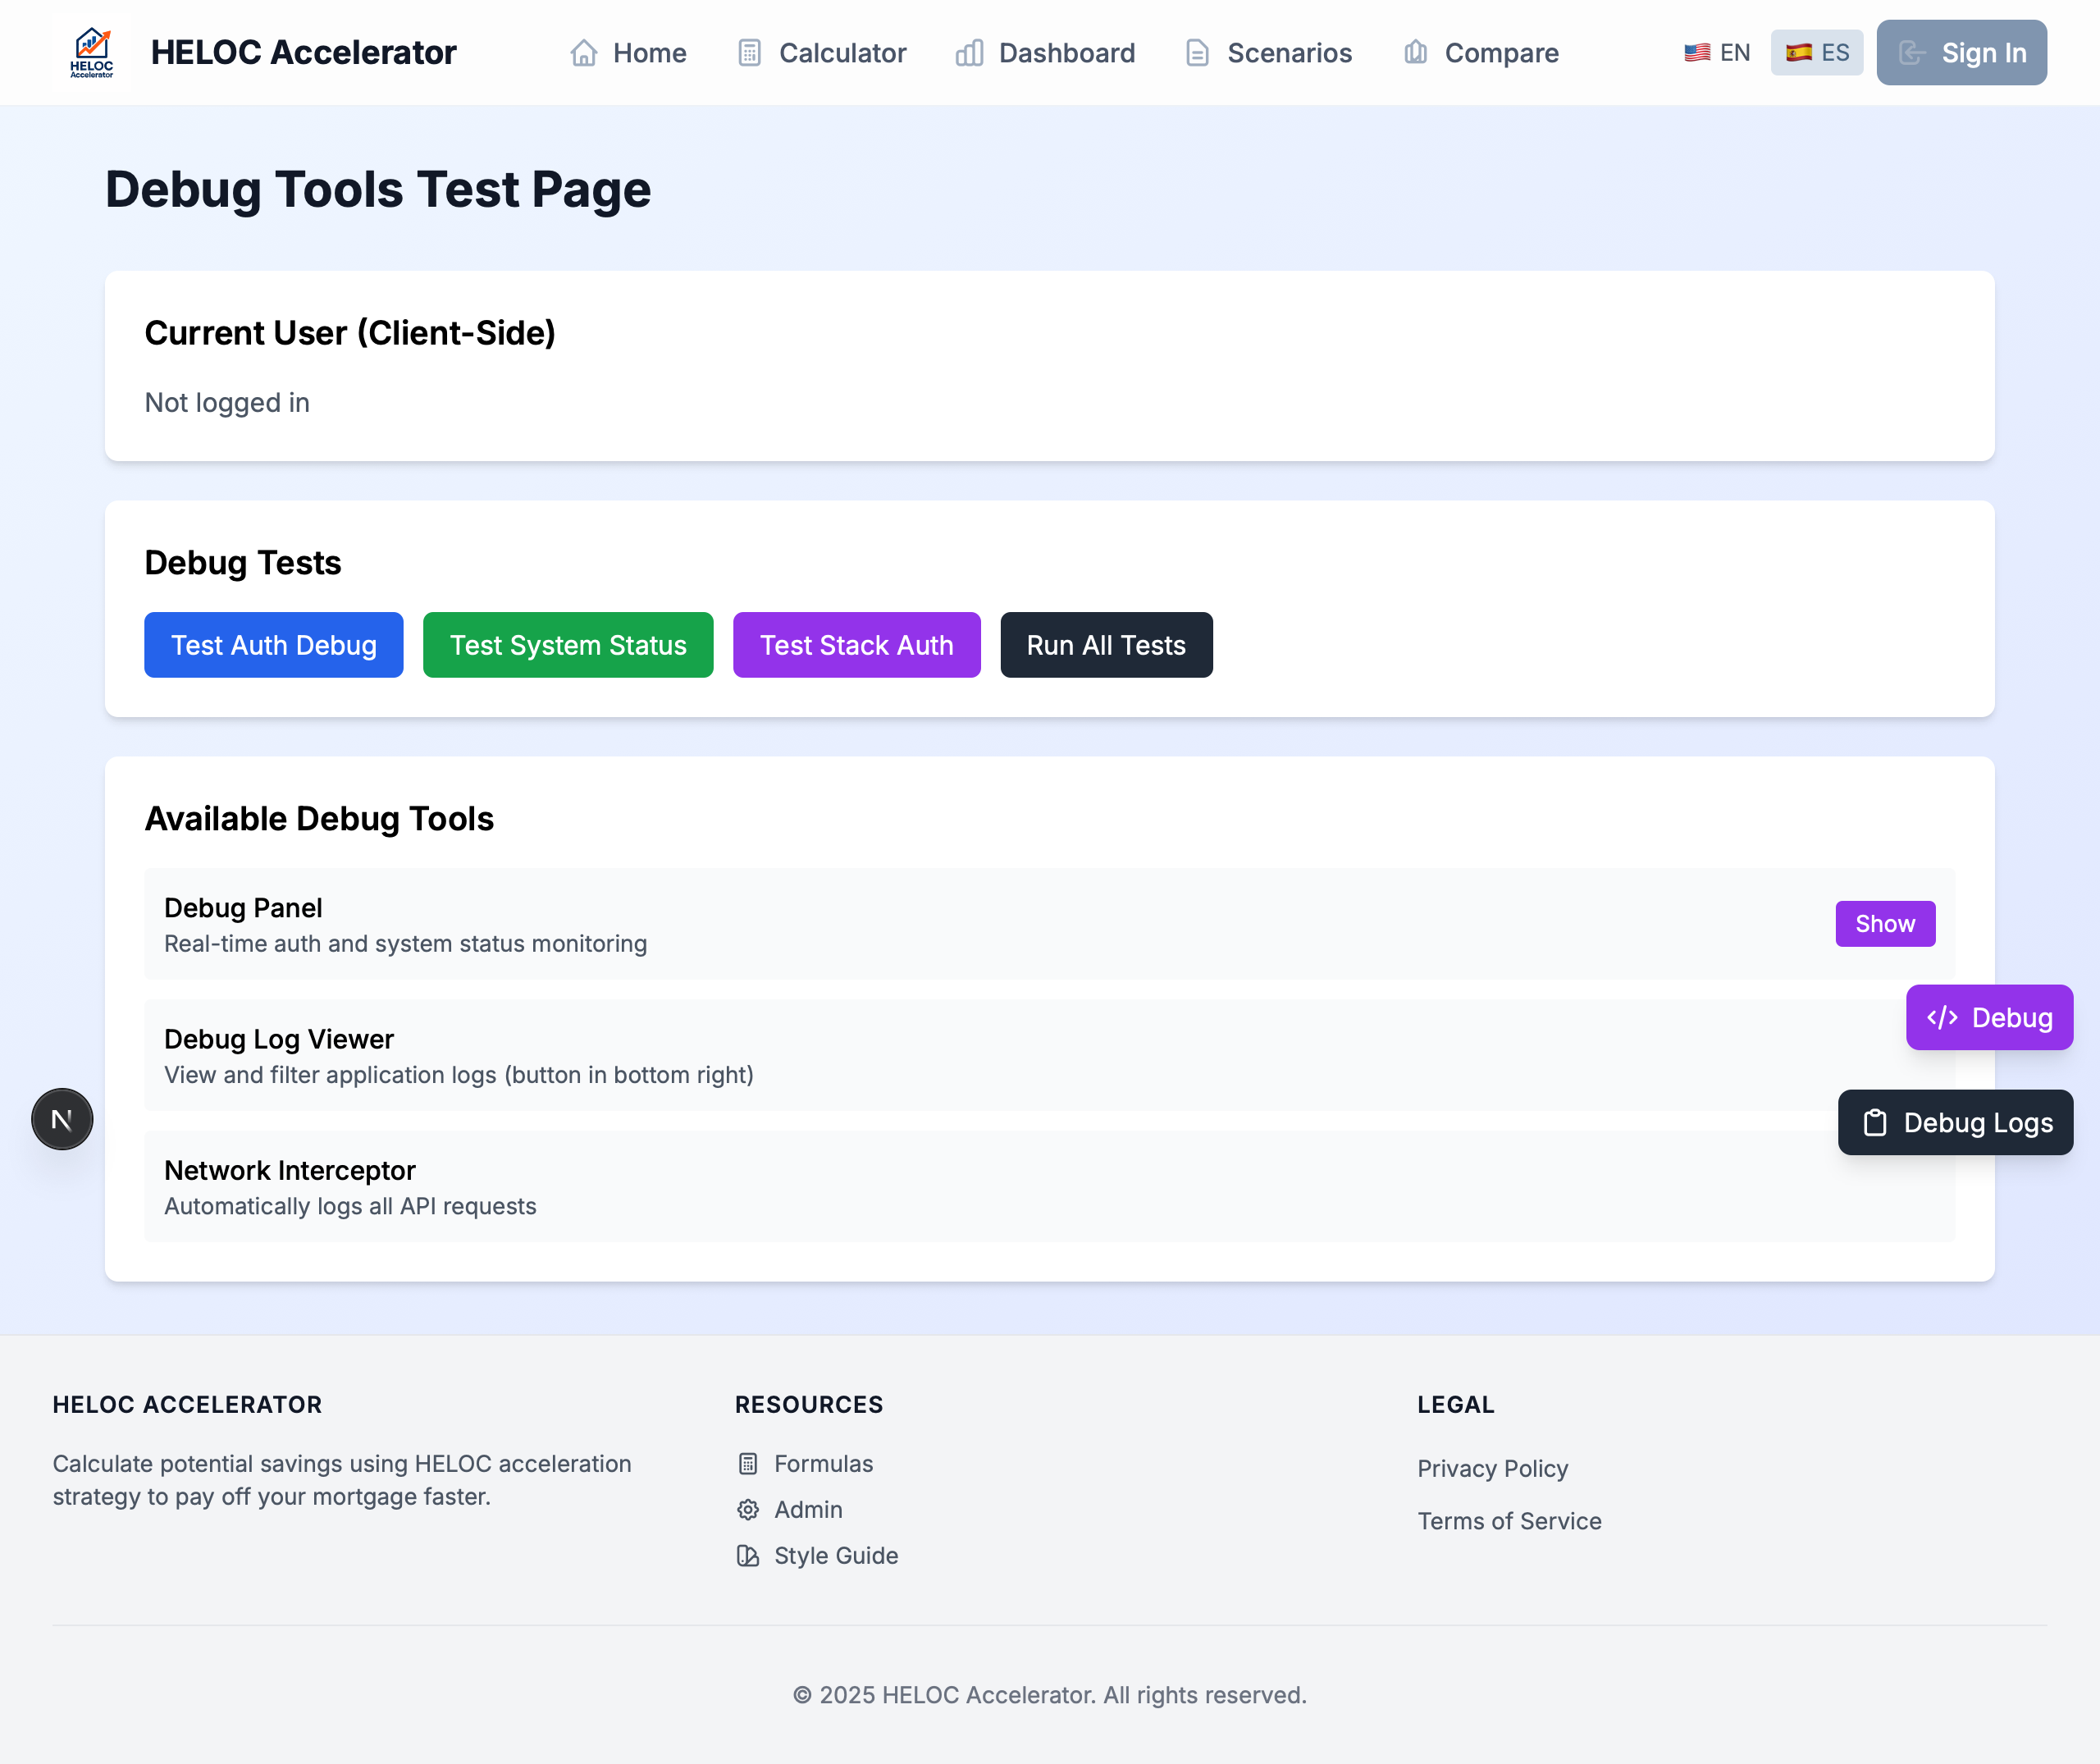 HELOC
Accelerator
HELOC Accelerator
Home
Calculator
Dashboard
Scenarios
Compare
🇺🇸 EN
🇪🇸 ES
Sign In
Debug Tools Test Page
Current User (Client-Side)
Not logged in
Debug Tests
Test Auth Debug
Test System Status
Test Stack Auth
Run All Tests
Available Debug Tools
Debug Panel
Real-time auth and system status monitoring
Show
Debug
Debug Log Viewer
View and filter application logs (button in bottom right)
N
Debug Logs
Network Interceptor
Automatically logs all API requests
HELOC ACCELERATOR
Calculate potential savings using HELOC acceleration
strategy to pay off your mortgage faster.
RESOURCES
Formulas
Admin
Style Guide
LEGAL
Privacy Policy
Terms of Service
© 2025 HELOC Accelerator. All rights reserved.